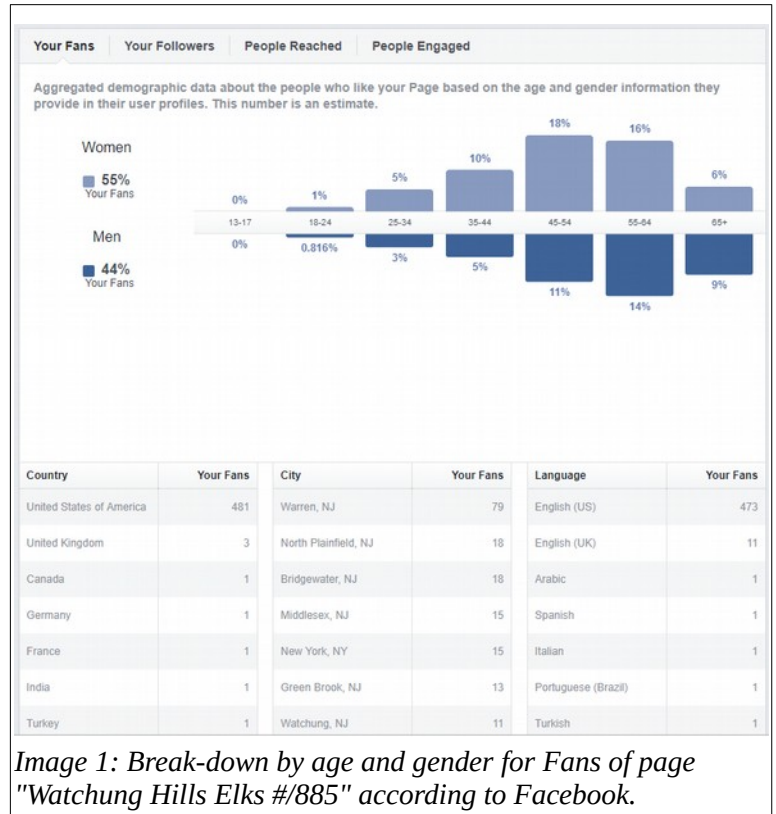 Your Fans Your Followers People Reached People Engaged
Aggregated demographic data about the people who like your Page based on the age and gender information they
provide in their user profiles. This number is an estimate.
Women
55%
Your Fans
0% 1% 5% 10% 18% 16% 6%
13-17 18-24 25-34 35-44 45-54 55-64 65+
Men
44%
Your Fans
0% 0.816% 3% 5% 11% 14% 9%
Country Your Fans City Your Fans Language Your Fans
United States of America 481 Warren, NJ 79 English (US) 473
United Kingdom 3 North Plainfield, NJ 18 English (UK) 11
Canada 1 Bridgewater, NJ 18 Arabic 1
Germany 1 Middlesex, NJ 15 Spanish 1
France 1 New York, NY 15 Italian 1
India 1 Green Brook, NJ 13 Portuguese (Brazil) 1
Turkey 1 Watchung, NJ 11 Turkish 1
Image 1: Break-down by age and gender for Fans of page
"Watchung Hills Elks #/885" according to Facebook.